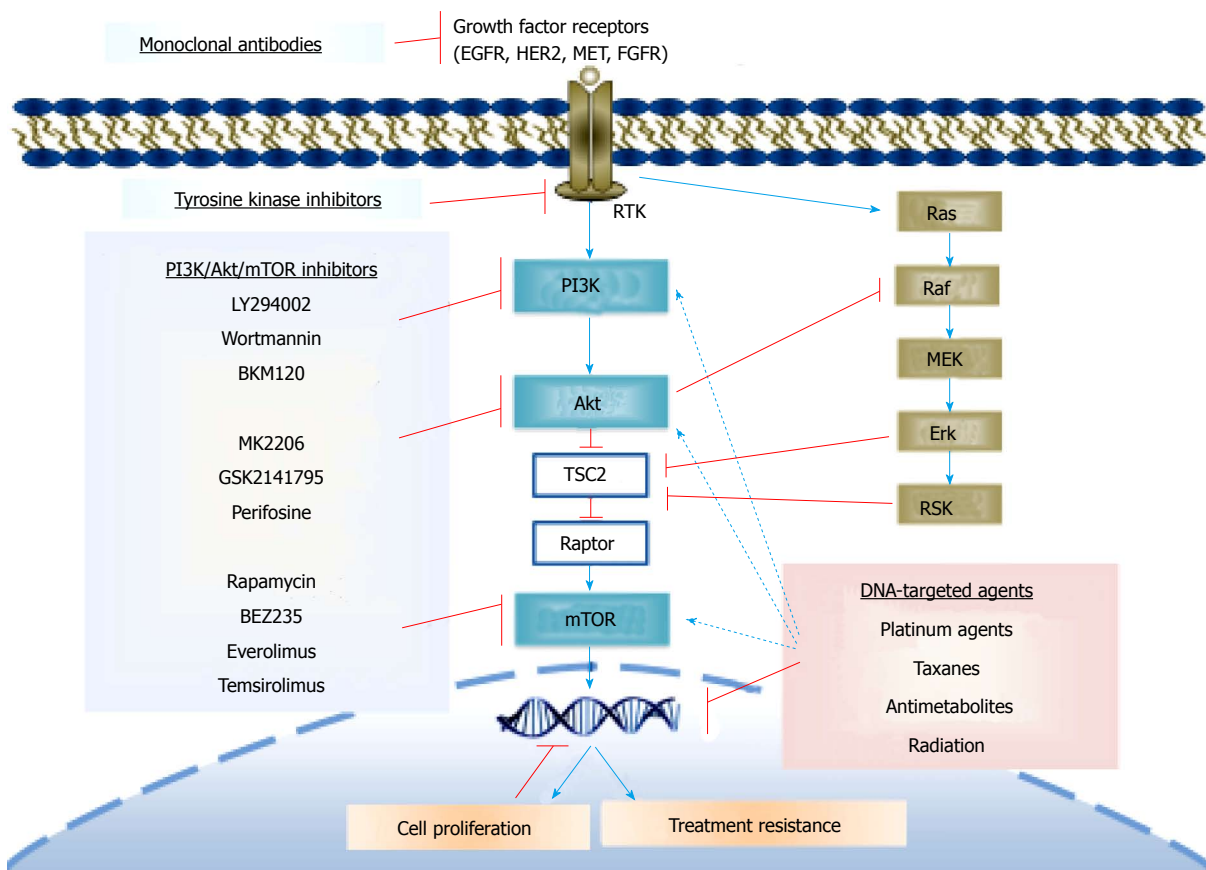 Monoclonal antibodies
Growth factor receptors
(EGFR, HER2, MET, FGFR)
Tyrosine kinase inhibitors
RTK
PI3K/Akt/mTOR inhibitors
LY294002
Wortmannin
BKM120
MK2206
GSK2141795
Perifosine
Rapamycin
BEZ235
Everolimus
Temsirolimus
PI3K
Akt
TSC2
Raptor
mTOR
Ras
Raf
MEK
Erk
RSK
DNA-targeted agents
Platinum agents
Taxanes
Antimetabolites
Radiation
Cell proliferation
Treatment resistance